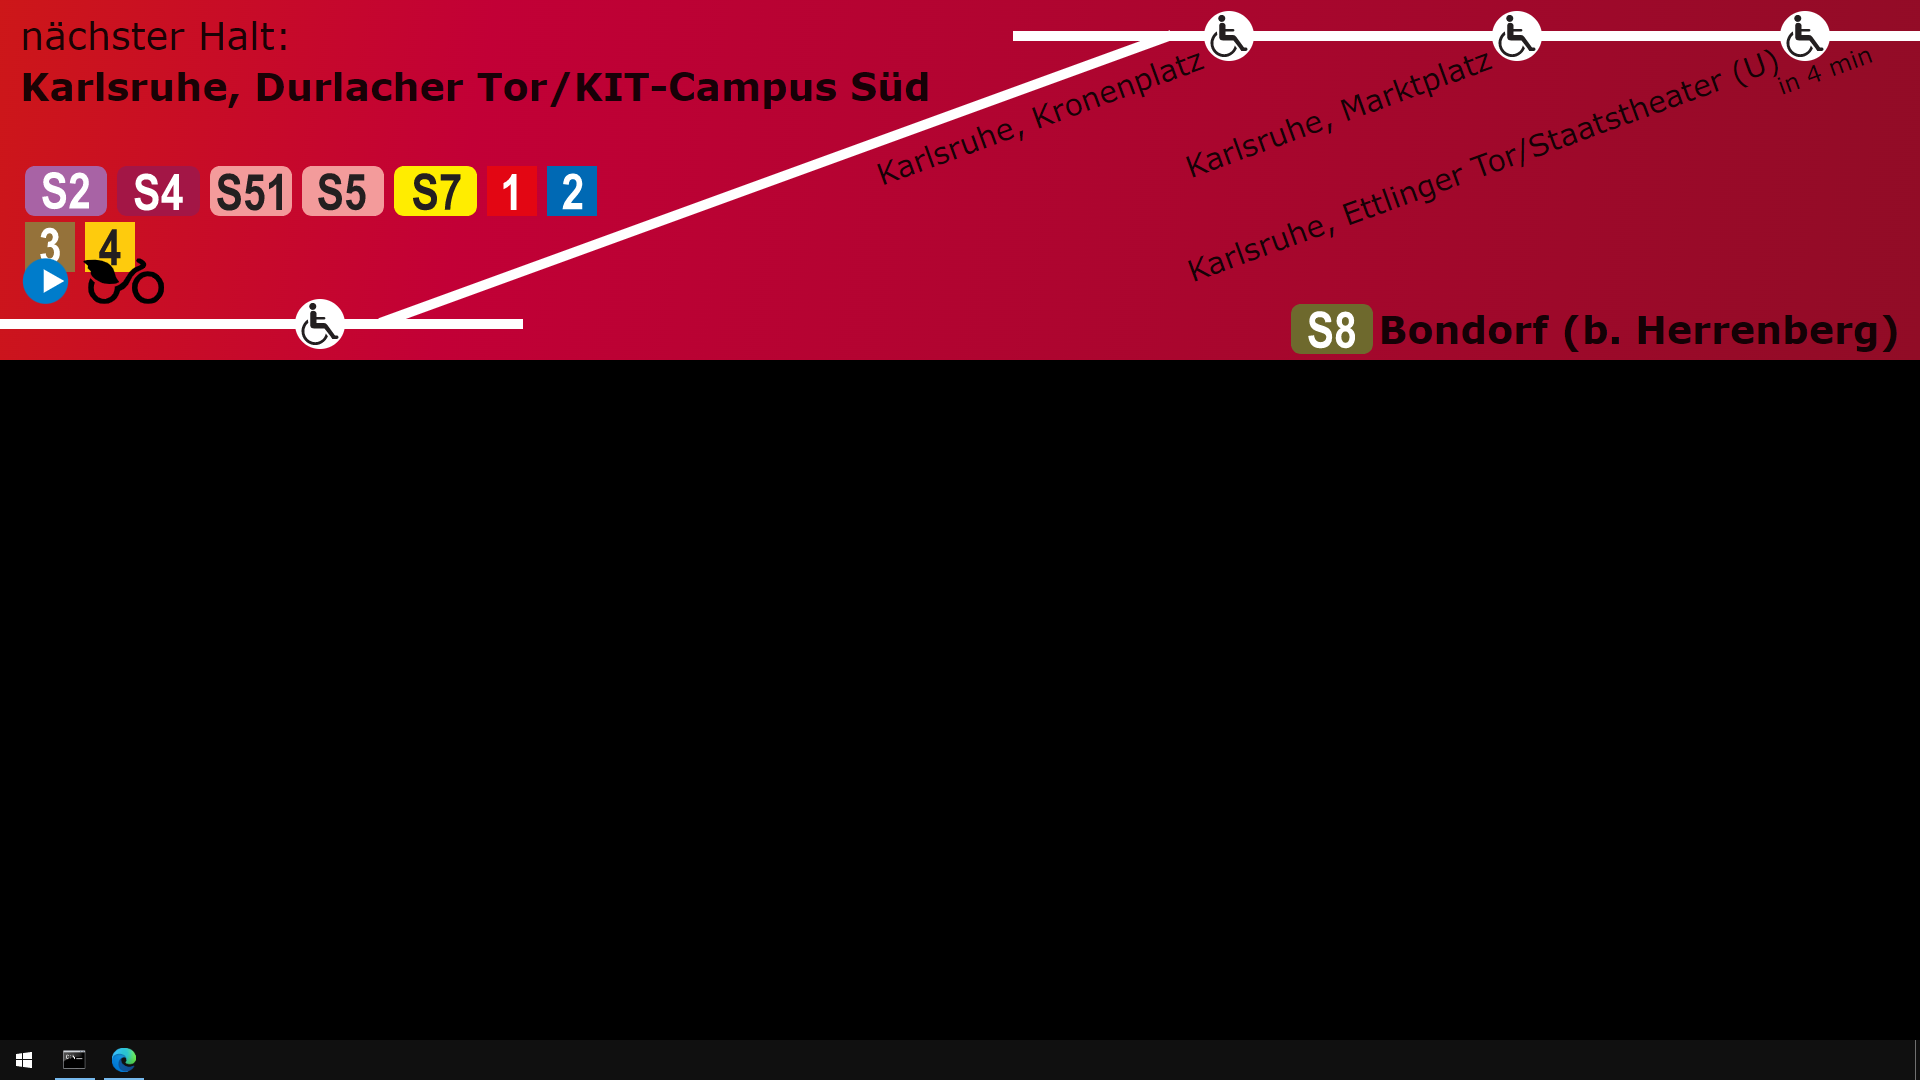 nächster Halt:
Karlsruhe, Durlacher Tor/KIT-Campus Süd
S2 S4 S51 S5 S7 1 2
3 4
Karlsruhe, Kronenplatz
Karlsruhe, Marktplatz
Karlsruhe, Ettlinger Tor/Staatstheater (U)
in 4 min
S8 Bondorf (b. Herrenberg)